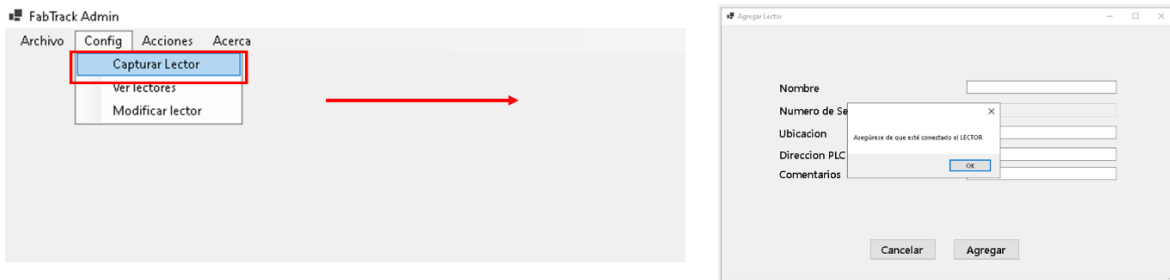 FabTrack Admin
Archivo Config Acciones Acerca
Capturar Lector
Ver lectores
Modificar lector
Agregar Lector
Nombre
Numero de Se
Ubicacion
Direccion PLC
Comentarios
Asegúrese de que esté conectado el LECTOR
OK
Cancelar Agregar